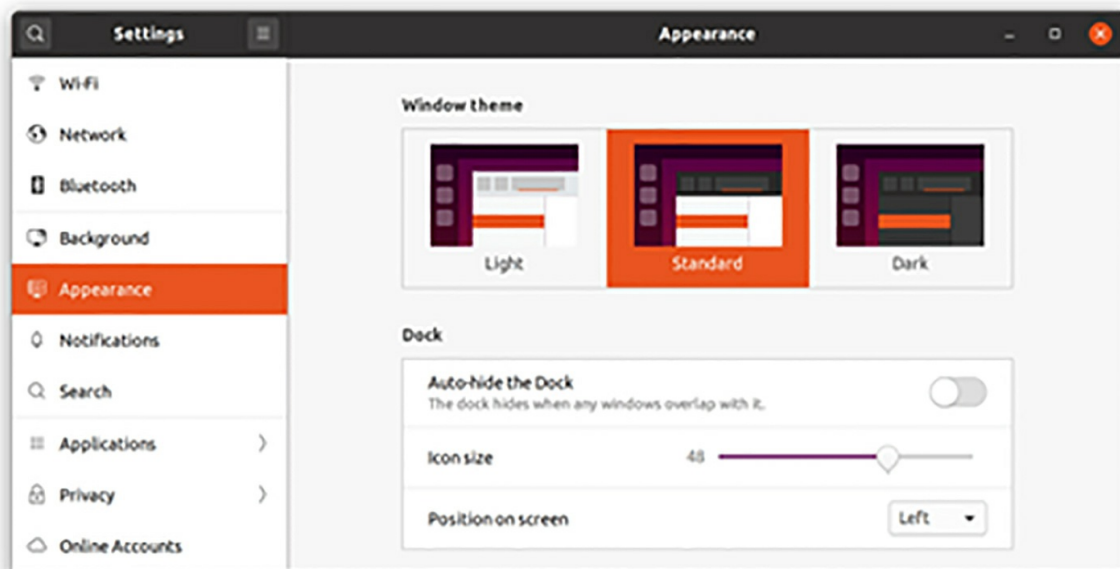 Settings
Appearance
Wi-Fi
Network
Bluetooth
Background
Appearance
Notifications
Search
Applications
Privacy
Online Accounts
Window theme
Light
Standard
Dark
Dock
Auto-hide the Dock
The dock hides when any windows overlap with it.
Icon size
48
Position on screen
Left